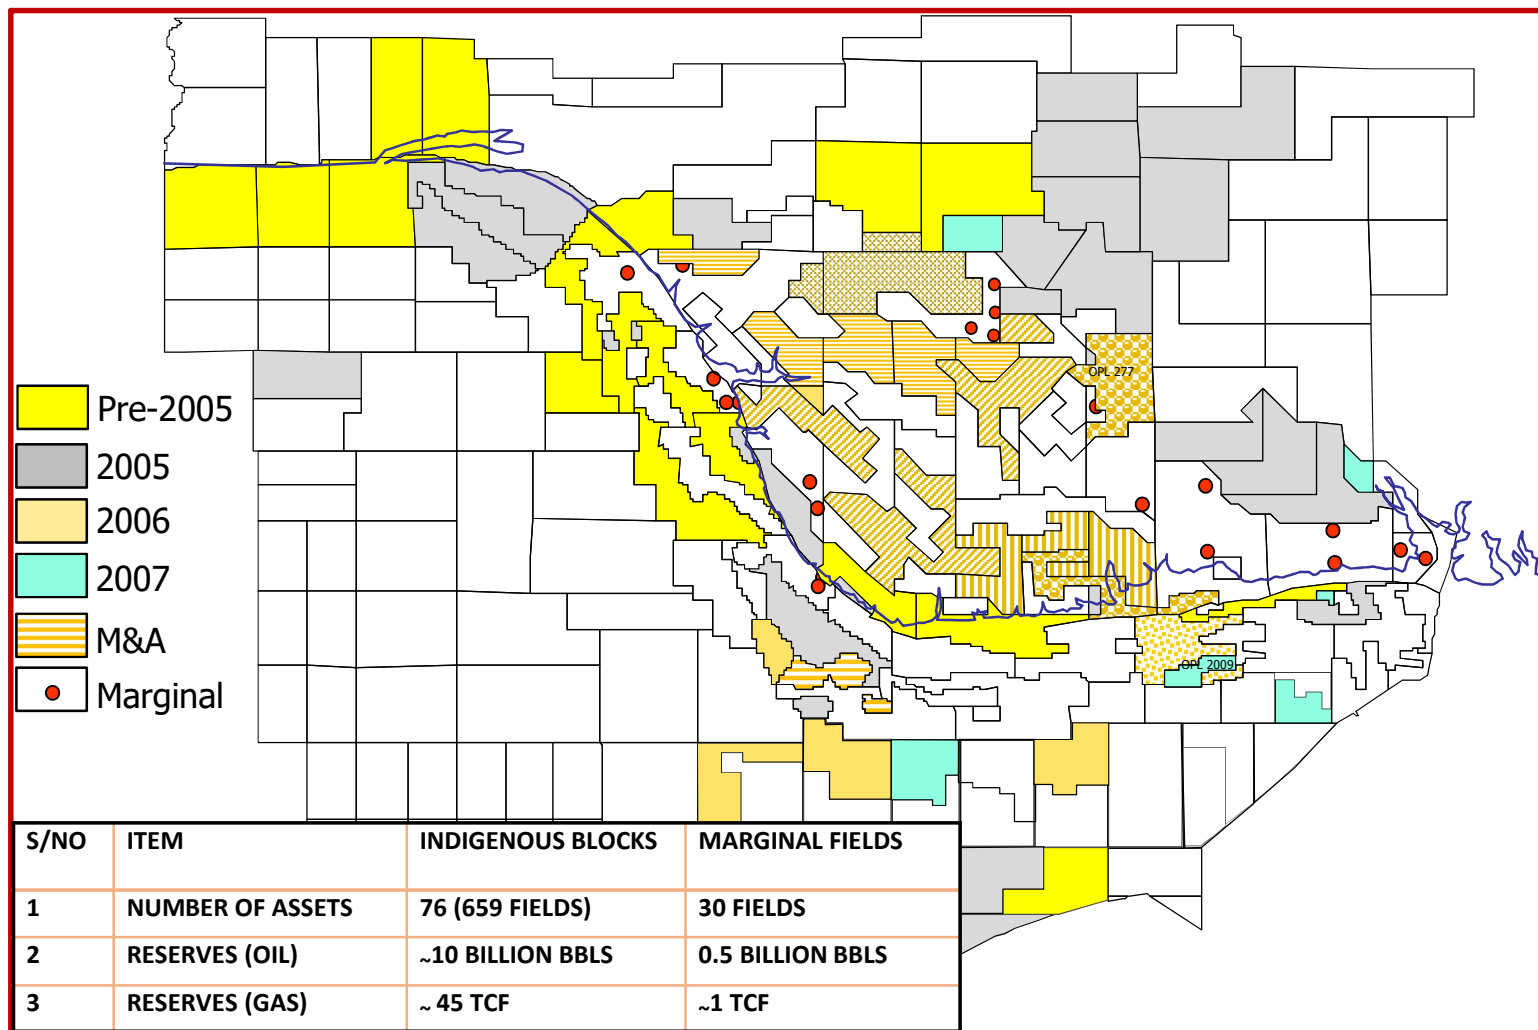 OPL 277
Pre-2005
2005
2006
2007
M&A
Marginal
OPL 2009
S/NO ITEM INDIGENOUS BLOCKS MARGINAL FIELDS
1 NUMBER OF ASSETS 76 (659 FIELDS) 30 FIELDS
2 RESERVES (OIL) ~10 BILLION BBLS 0.5 BILLION BBLS
3 RESERVES (GAS) ~ 45 TCF ~1 TCF